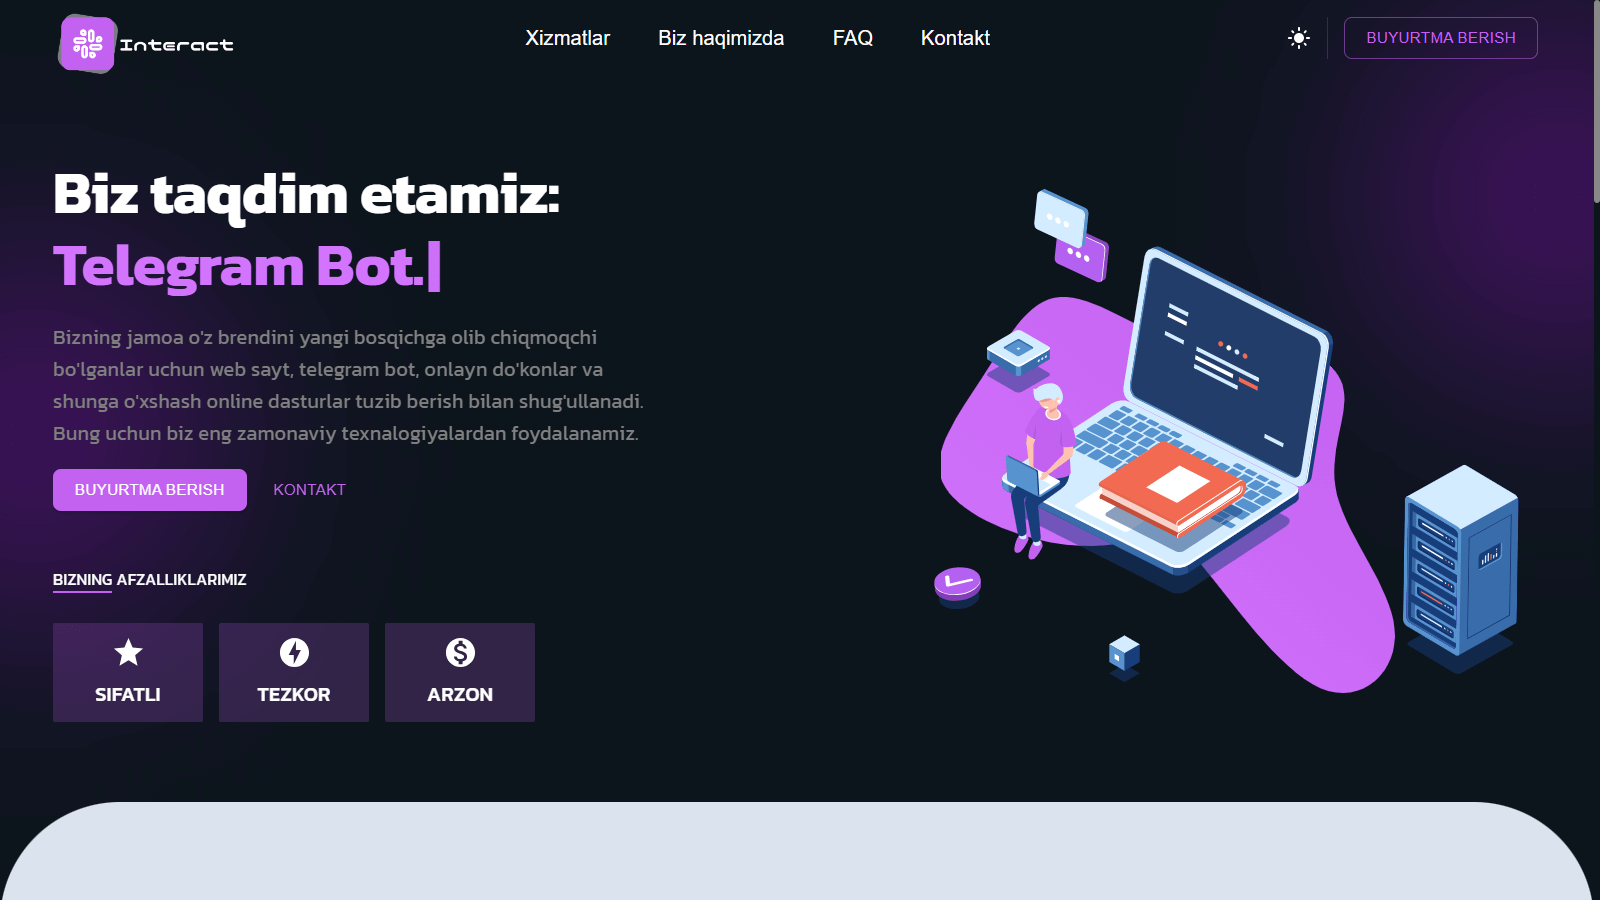 Interact
Xizmatlar
Biz haqimizda
FAQ
Kontakt
BUYURTMA BERISH
Biz taqdim etamiz:
Telegram Bot.|
Bizning jamoa o'z brendini yangi bosqichga olib chiqmoqchi
bo'lganlar uchun web sayt, telegram bot, onlayn do'konlar va
shunga o'xshash online dasturlar tuzib berish bilan shug'ullanadi.
Bung uchun biz eng zamonaviy texnalogiyalardan foydalanamiz.
BUYURTMA BERISH
KONTAKT
BIZNING AFZALLIKLARIMIZ
SIFATLI
TEZKOR
ARZON